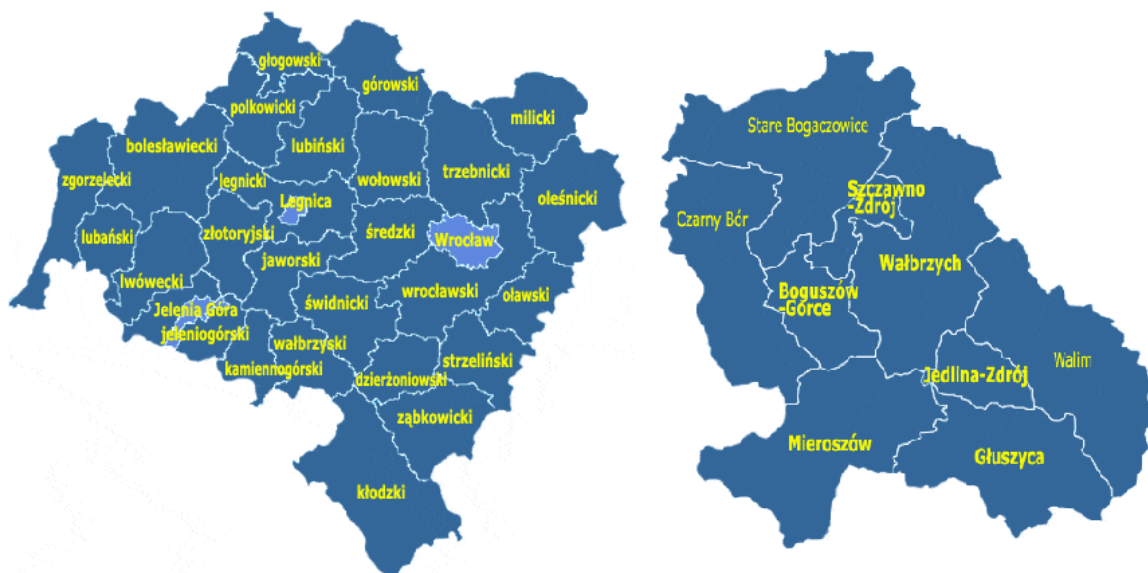 głogowski
górowski
polkowicki
milicki
bolesławiecki
lubiński
trzebnicki
zgorzelecki
legnicki
wołowski
oleśnicki
Legnica
lubański
złotoryjski
średzki
Wrocław
jaworski
lwówecki
wrocławski
oławski
świdnicki
Jelenia Góra
jeleniogórski
wałbrzyski
strzeliński
kamiennogórski
dzierżoniowski
ząbkowicki
kłodzki
Stare Bogaczowice
Szczawno
-Zdrój
Czarny Bór
Wałbrzych
Boguszów
-Górce
Walim
Jedlina-Zdrój
Mieroszów
Głuszyca